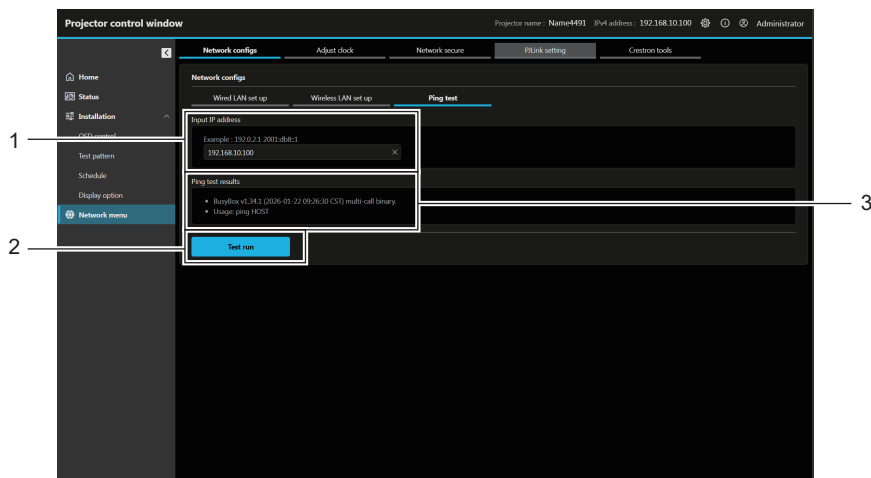 Projector control window
Projector name : Name4491 IPv4 address : 192.168.10.100 Administrator
Network configs Adjust clock Network secure PJLink setting Crestron tools
Home
Status
Installation
OSD control
Test pattern
Schedule
Display option
Network menu
Network configs
Wired LAN set up Wireless LAN set up Ping test
Input IP address
Example : 192.0.2.1 2001:db8::1
192.168.10.100
Ping test results
• BusyBox v1.34.1 (2026-01-22 09:26:30 CST) multi-call binary.
• Usage: ping HOST
Test run
1
2
3